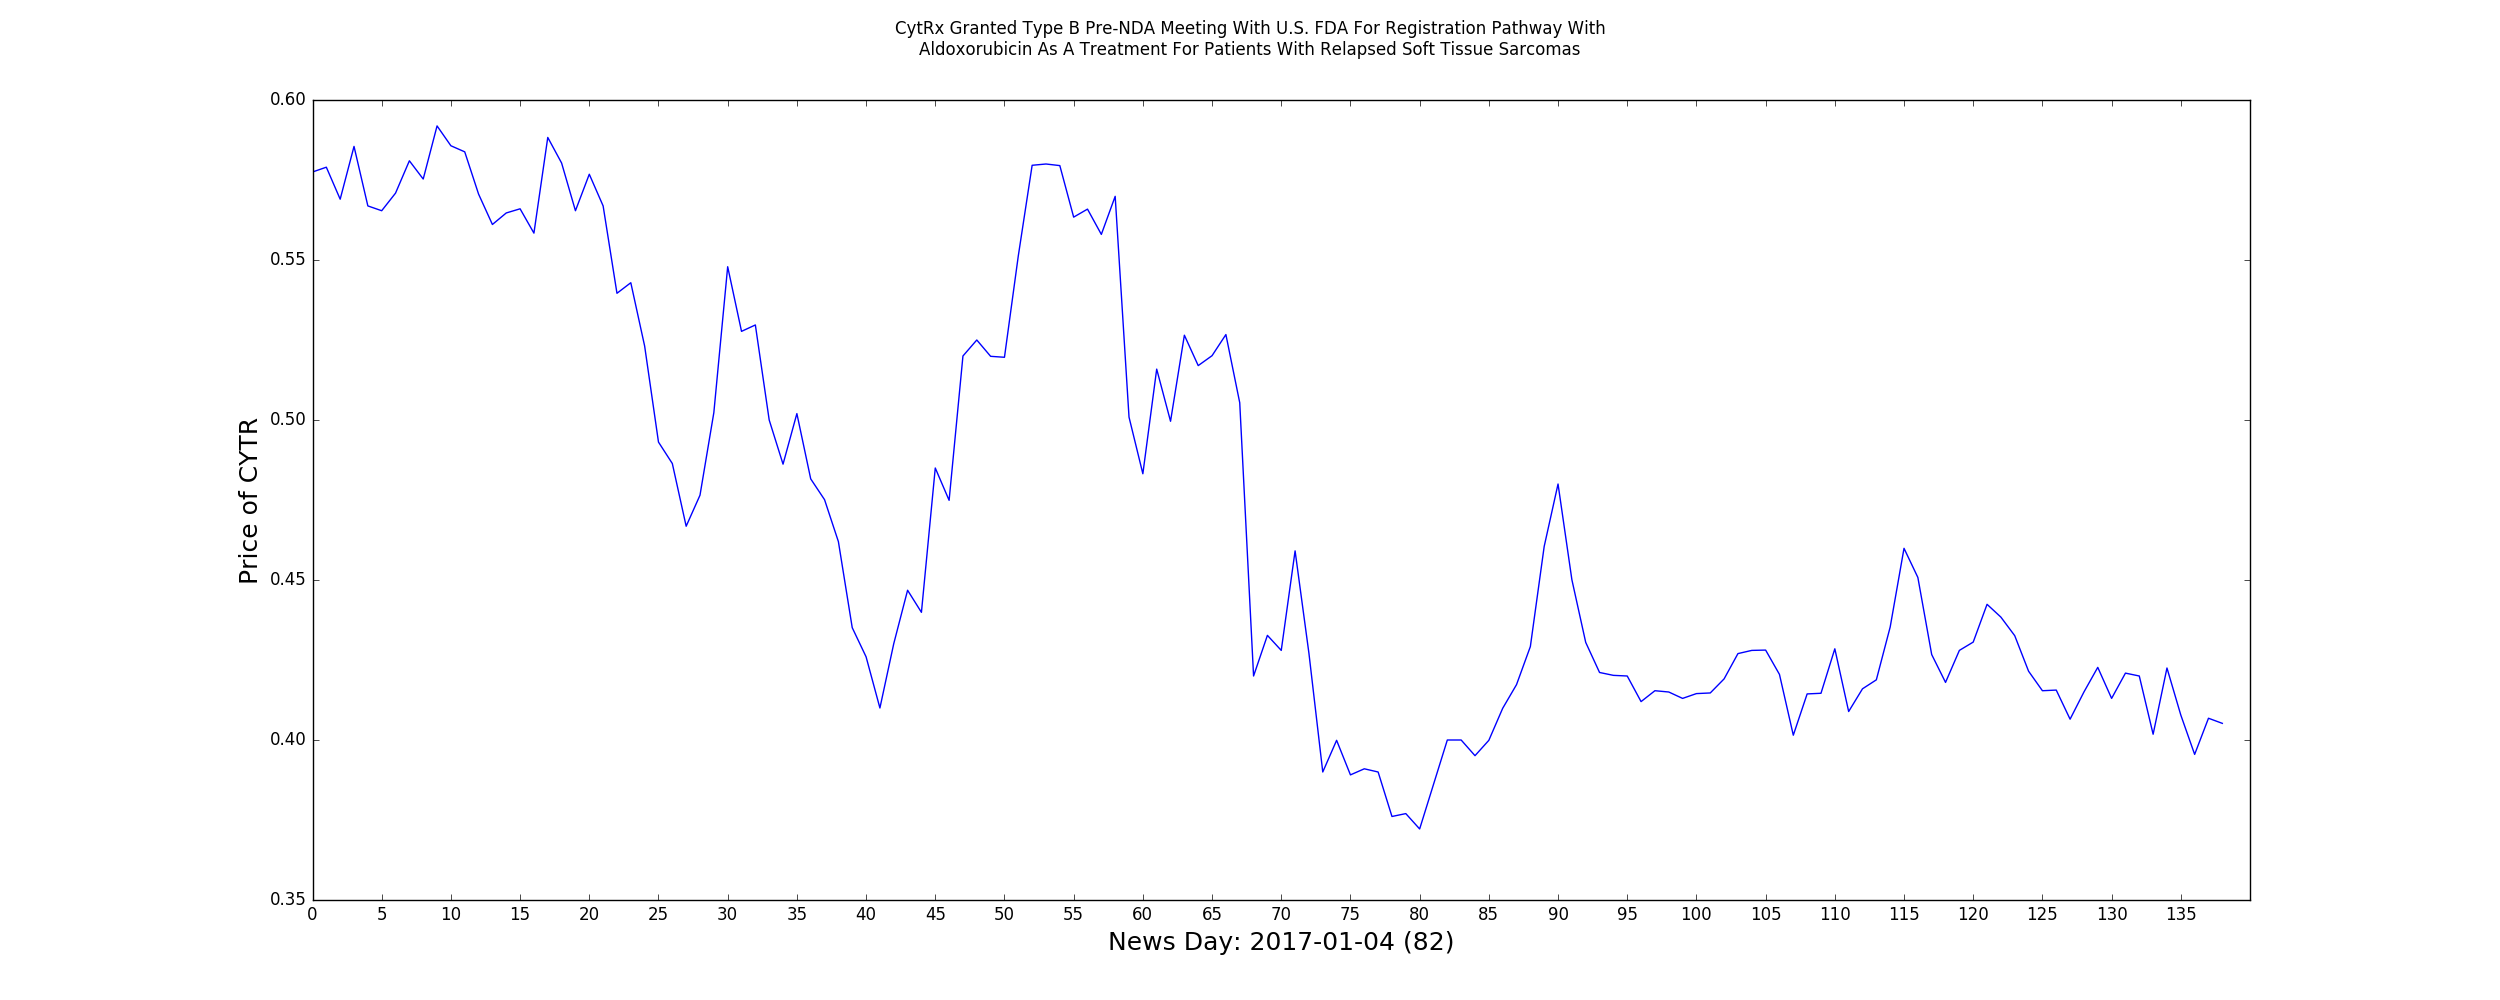 CytRx Granted Type B Pre-NDA Meeting With U.S. FDA For Registration Pathway With
Aldoxorubicin As A Treatment For Patients With Relapsed Soft Tissue Sarcomas
0.60
0.55
0.50
0.45
0.40
0.35
Price of CYTR
0 5 10 15 20 25 30 35 40 45 50 55 60 65 70 75 80 85 90 95 100 105 110 115 120 125 130 135
News Day: 2017-01-04 (82)